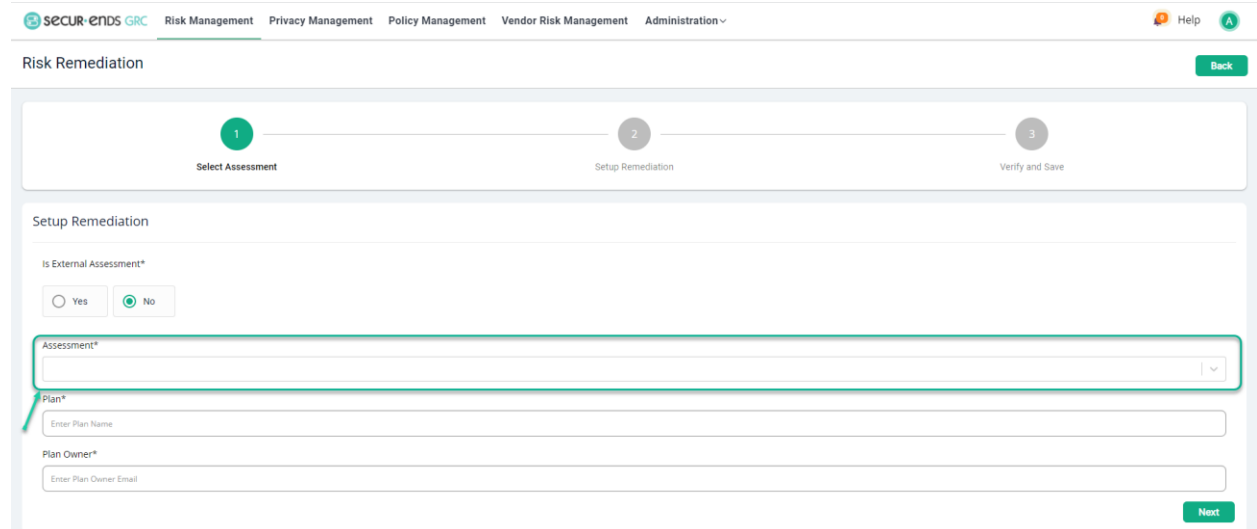 SECUR-ENDS GRC Risk Management Privacy Management Policy Management Vendor Risk Management Administration Help A
Risk Remediation Back
1 2 3
Select Assessment Setup Remediation Verify and Save
Setup Remediation
Is External Assessment*
Yes No
Assessment*
Plan*
Enter Plan Name
Plan Owner*
Enter Plan Owner Email
Next